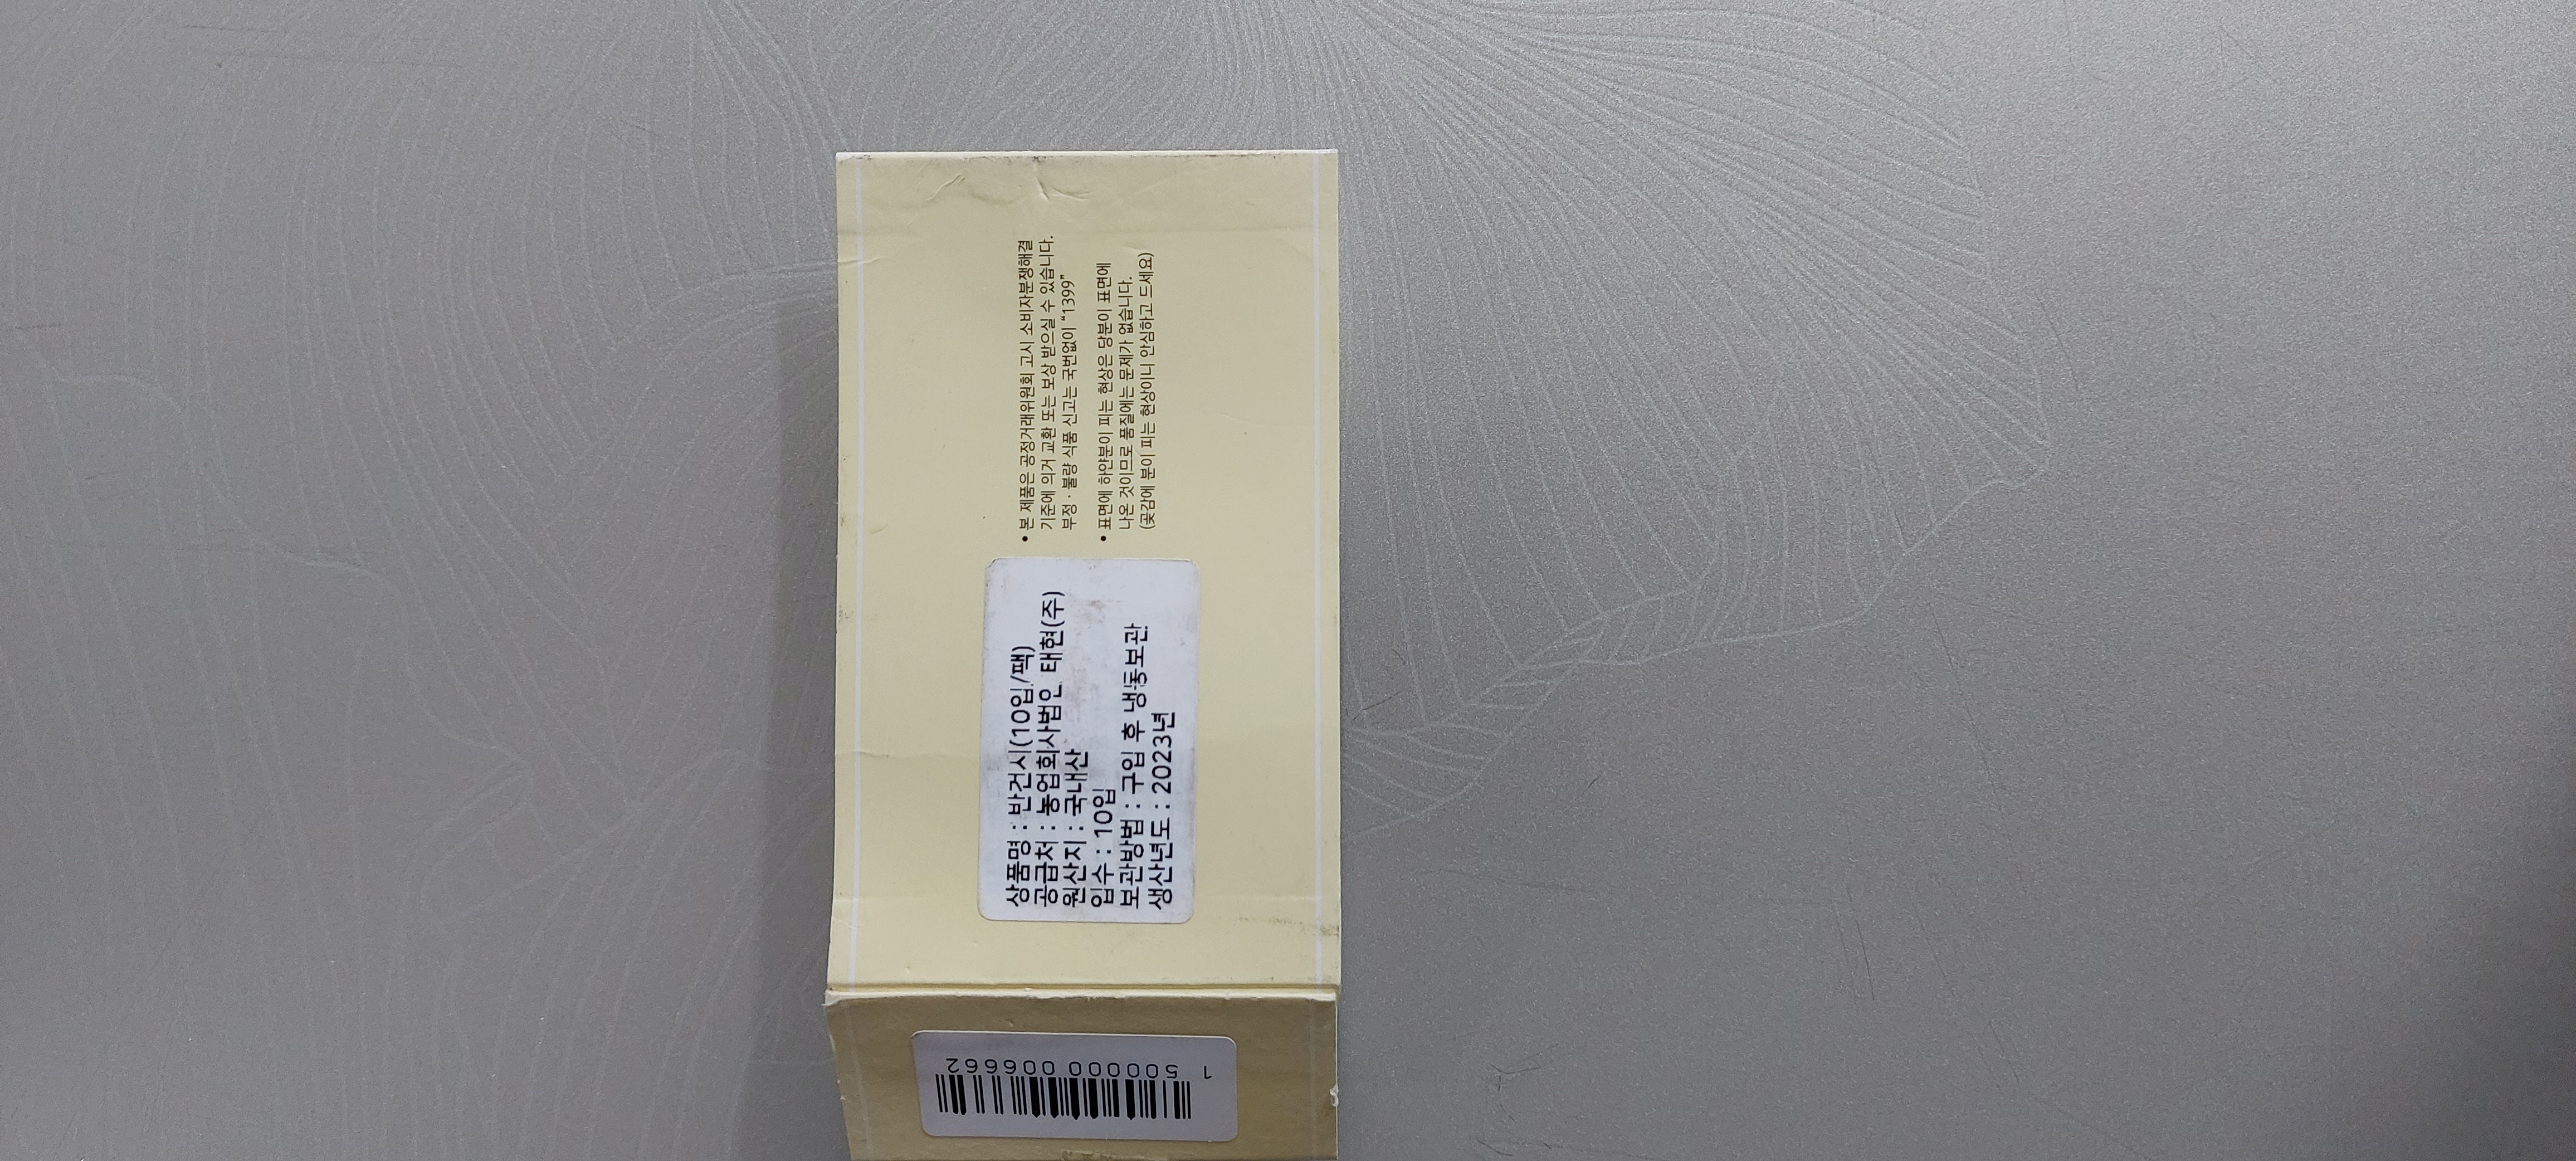 • 본 제품은 공정거래위원회 고시 소비자분쟁해결
기준에 의거 교환 또는 보상 받으실 수 있습니다.
부정·불량 식품 신고는 국번없이 "1399"
• 표면에 하얀분이 피는 현상은 당분이 표면에
나온 것이므로 품질에는 문제가 없습니다.
(곶감에 분이 피는 현상이니 안심하고 드세요)
상품명 : 반건시(10입/팩)
공급처 : 농업회사법인 태현(주)
원산지 : 국내산
입수 : 10입
보관방법 : 구입 후 냉동보관
생산년도 : 2023년
1 500000 006662